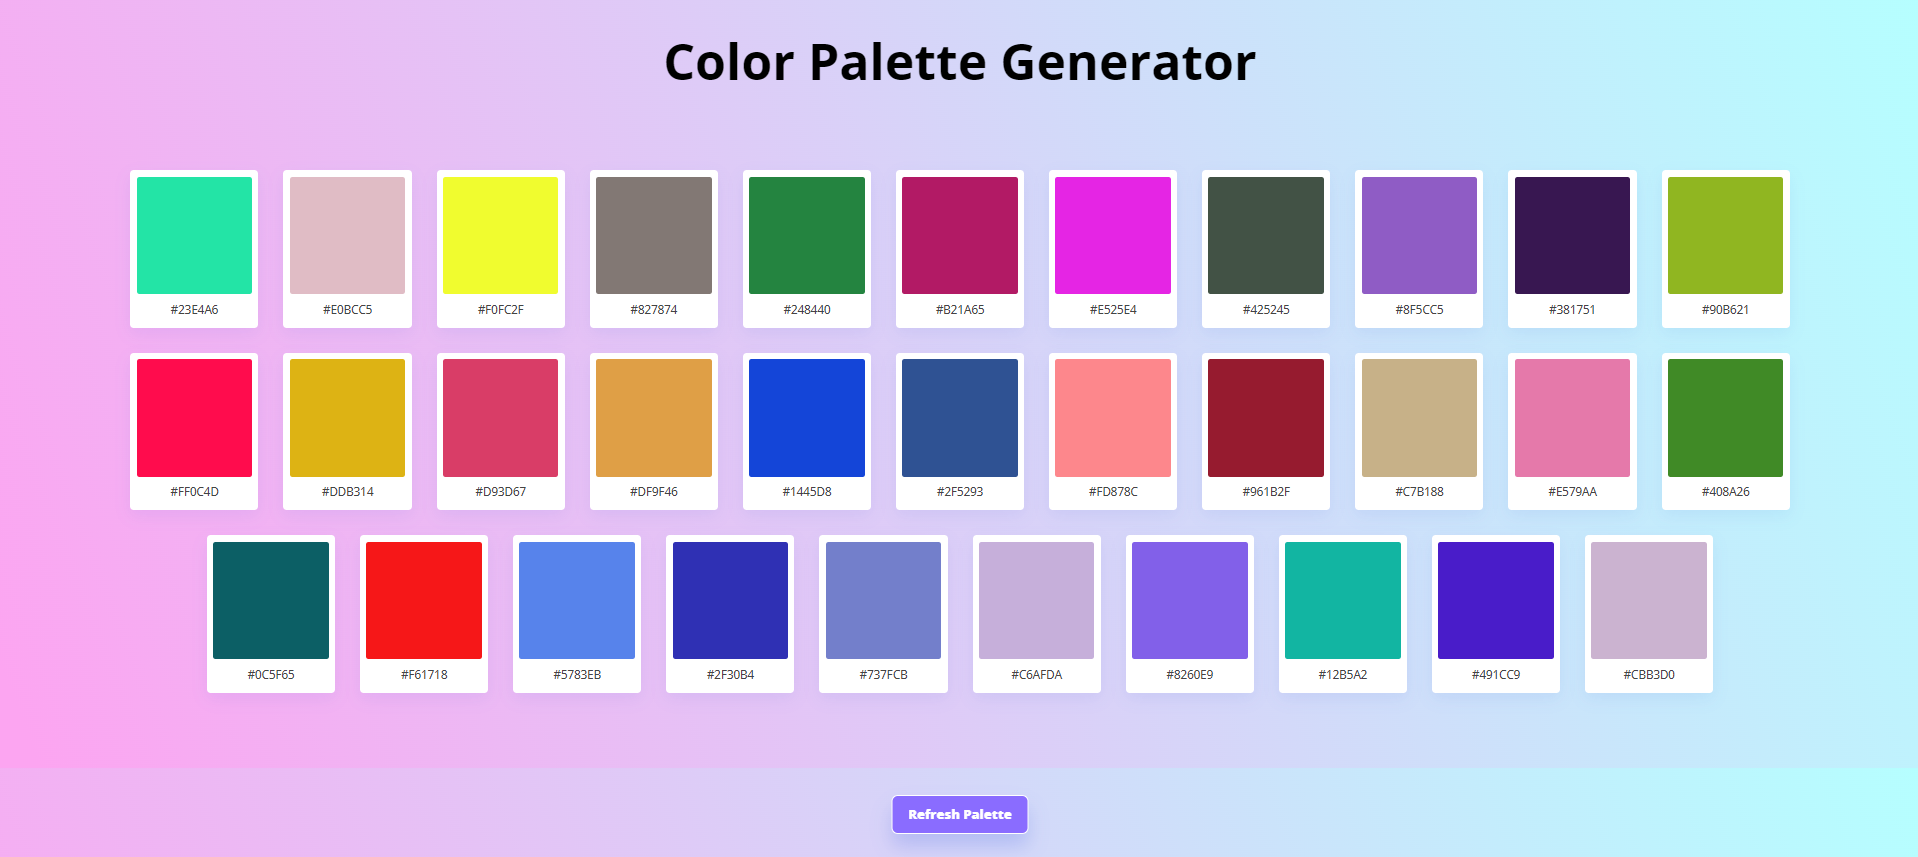 Color Palette Generator
#23E4A6 #E0BCC5 #F0FC2F #827874 #248440 #B21A65 #E525E4 #425245 #8F5CC5 #381751 #90B621
#FF0C4D #DDB314 #D93D67 #DF9F46 #1445D8 #2F5293 #FD878C #961B2F #C7B188 #E579AA #408A26
#0C5F65 #F61718 #5783EB #2F30B4 #737FCB #C6AFDA #8260E9 #12B5A2 #491CC9 #CBB3D0
Refresh Palette